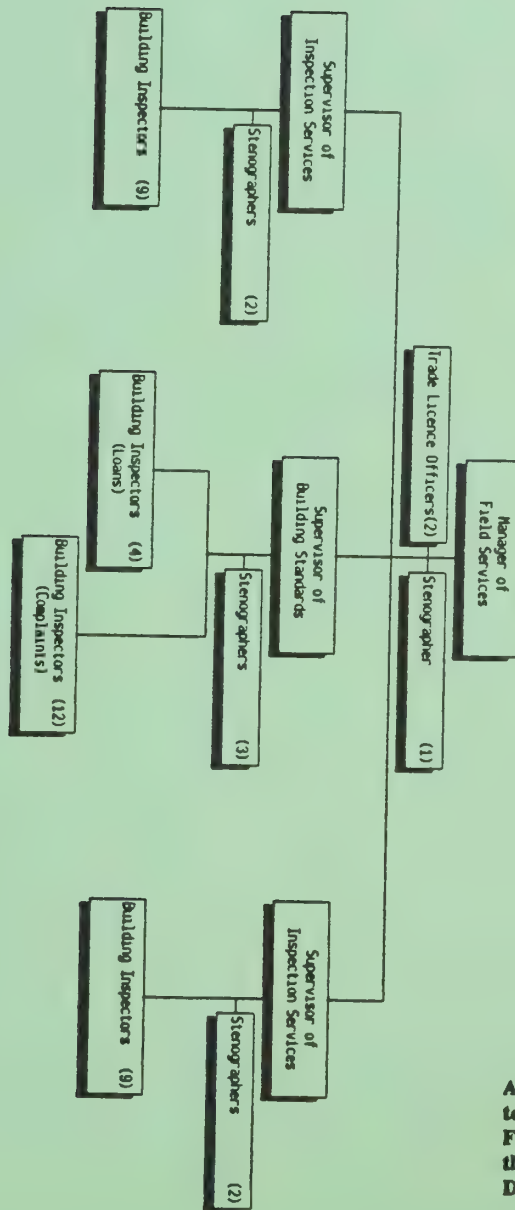 Manager of
Field Services
Trade Licence Officers(2)
Stenographer (1)
Supervisor of
Inspection Services
Stenographers
(2)
Building Inspectors (9)
Supervisor of
Building Standards
Stenographers
(3)
Building Inspectors
(Loans) (4)
Building Inspectors
(Complaints) (12)
Supervisor of
Inspection Services
Stenographers
(2)
Building Inspectors (9)